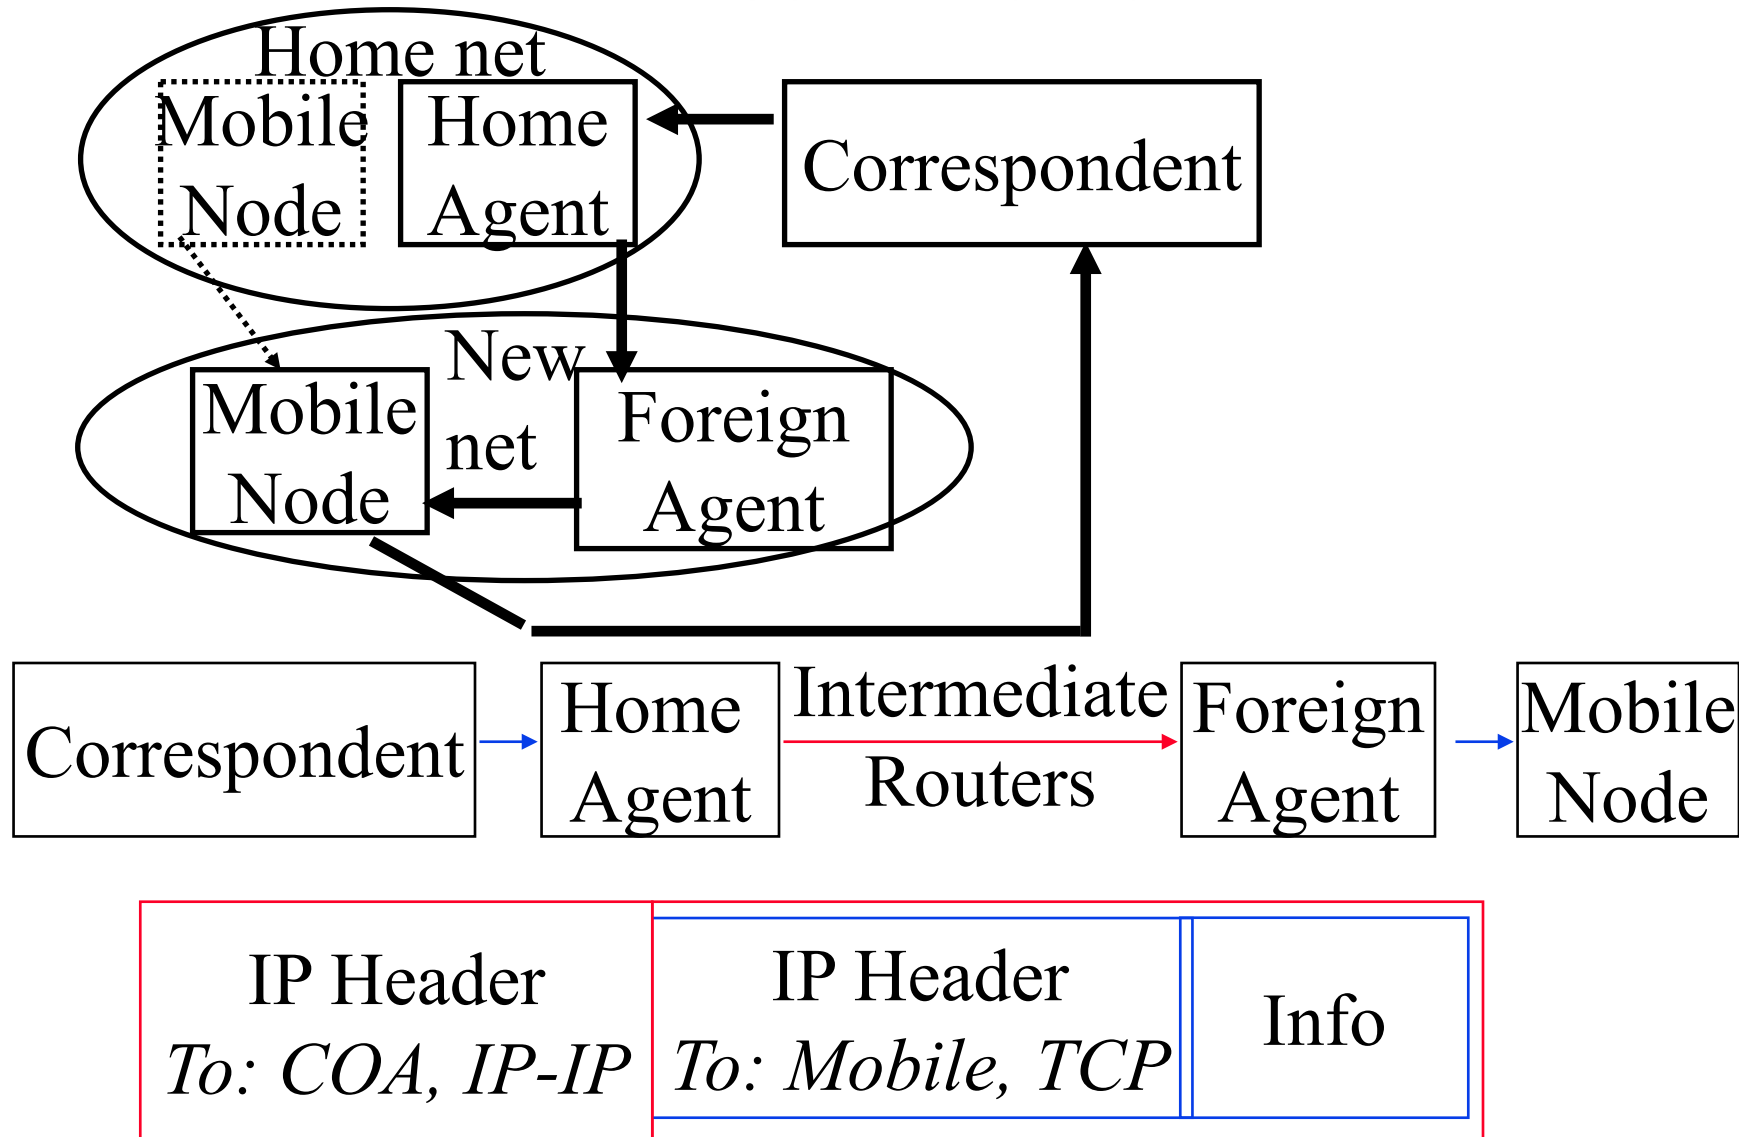 Home net
Mobile
Node
Home
Agent
Correspondent
New
net
Mobile
Node
Foreign
Agent
Correspondent
Home
Agent
Intermediate
Routers
Foreign
Agent
Mobile
Node
IP Header
To: COA, IP-IP
IP Header
To: Mobile, TCP
Info